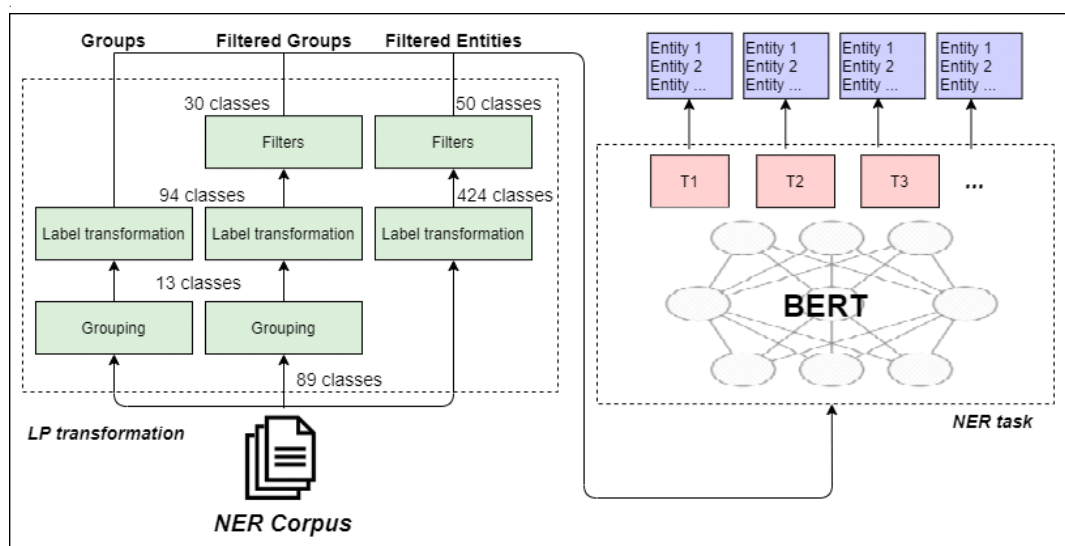 Groups
Filtered Groups
Filtered Entities
30 classes
50 classes
Filters
Filters
94 classes
424 classes
Label transformation
Label transformation
Label transformation
13 classes
Grouping
Grouping
89 classes
LP transformation
NER Corpus
Entity 1
Entity 2
Entity ...
Entity 1
Entity 2
Entity ...
Entity 1
Entity 2
Entity ...
Entity 1
Entity 2
Entity ...
T1
T2
T3
...
BERT
NER task